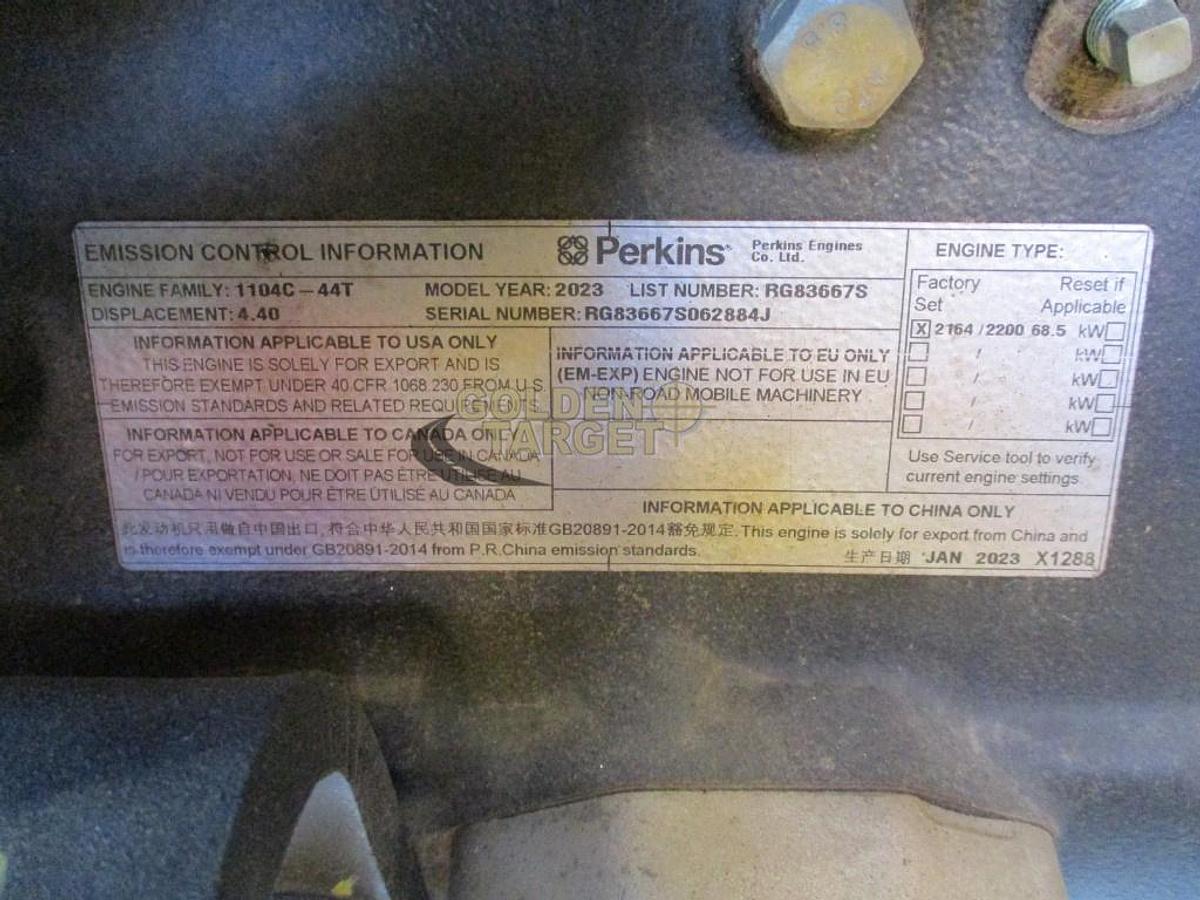 EMISSION CONTROL INFORMATION
Perkins
Perkins Engines
Co. Ltd.
ENGINE FAMILY: 1104C-44T MODEL YEAR: 2023 LIST NUMBER: RG83667S
DISPLACEMENT: 4.40 SERIAL NUMBER: RG83667S062884J
ENGINE TYPE:
Factory Reset if
Set Applicable
X 2164 /2200 68.5 kW
/ kW
/ kW
/ kW
/ kW
Use Service tool to verify
current engine settings
INFORMATION APPLICABLE TO USA ONLY
THIS ENGINE IS SOLELY FOR EXPORT AND IS
THEREFORE EXEMPT UNDER 40 CFR 1068.230 FROM U.S.
EMISSION STANDARDS AND RELATED REQUIREMENTS
INFORMATION APPLICABLE TO EU ONLY
(EM-EXP) ENGINE NOT FOR USE IN EU
NON-ROAD MOBILE MACHINERY
GOLDEN
TARGET
INFORMATION APPLICABLE TO CANADA ONLY
FOR EXPORT, NOT FOR USE OR SALE FOR USE IN CANADA
/ POUR EXPORTATION, NE DOIT PAS ÊTRE UTILISE AU
CANADA NI VENDU POUR ÊTRE ÜTILISÉ AU CANADA
INFORMATION APPLICABLE TO CHINA ONLY
此发动机只用做自中国出口, 符合中华人民共和国国家标准GB20891-2014豁免规定. This engine is solely for export from China and
is therefore exempt under GB20891-2014 from P.R.China emission standards.
生产日期 JAN 2023 X1288